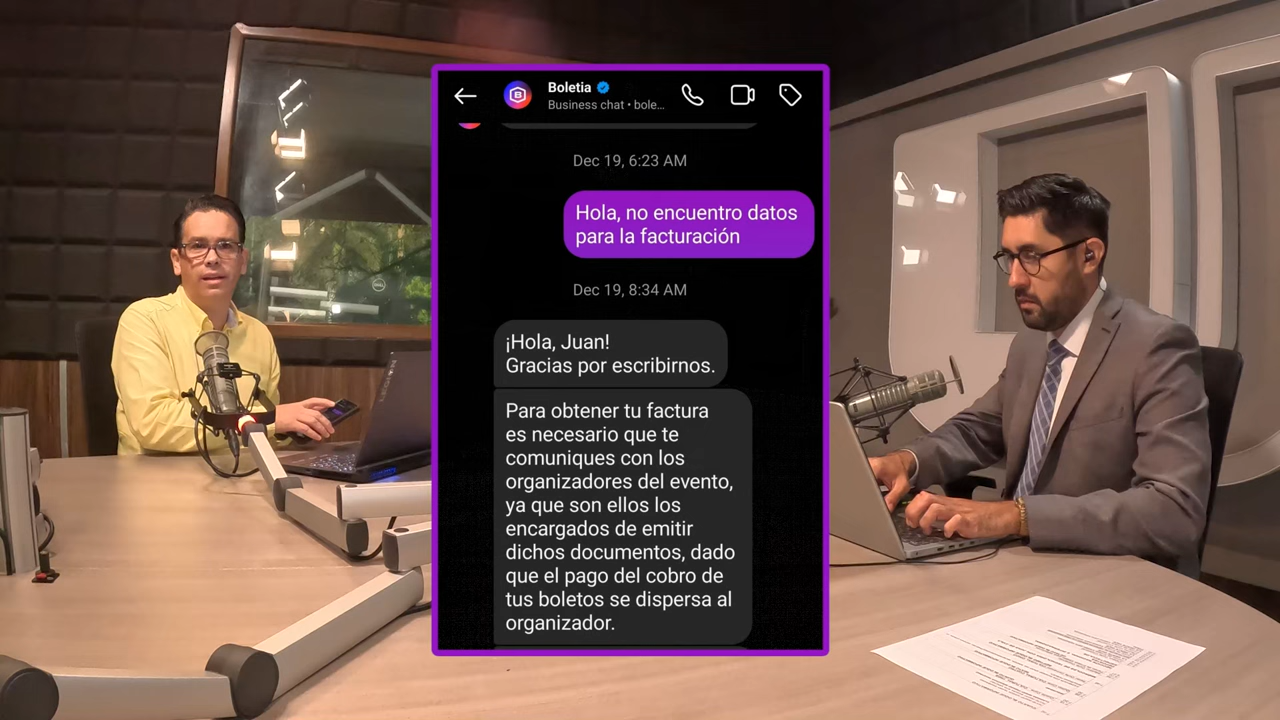 Boletia
Business chat • bole...
Dec 19, 6:23 AM
Hola, no encuentro datos
para la facturación
Dec 19, 8:34 AM
¡Hola, Juan!
Gracias por escribirnos.
Para obtener tu factura
es necesario que te
comuniques con los
organizadores del evento,
ya que son ellos los
encargados de emitir
dichos documentos, dado
que el pago del cobro de
tus boletos se dispersa al
organizador.